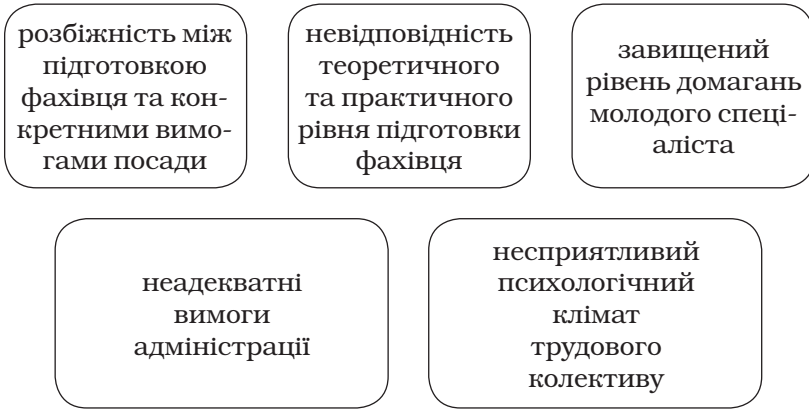 розбіжність між
підготовкою
фахівця та кон-
кретними вимо-
гами посади
невідповідність
теоретичного
та практичного
рівня підготовки
фахівця
завищений
рівень домагань
молодого спеці-
аліста
неадекватні
вимоги
адміністрації
несприятливий
психологічний
клімат
трудового
колективу